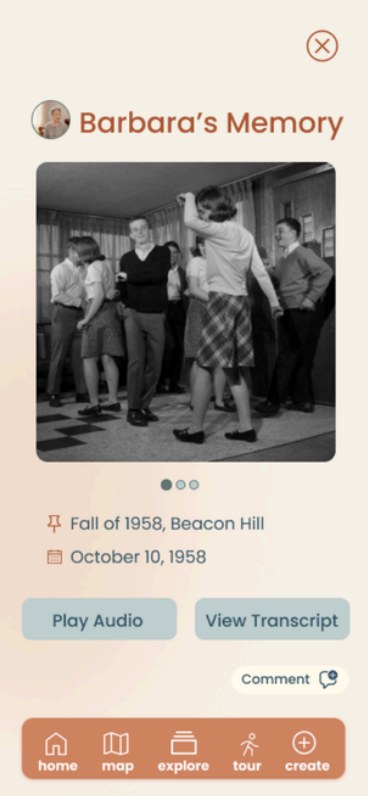 Barbara’s Memory
Fall of 1958, Beacon Hill
October 10, 1958
Play Audio
View Transcript
Comment
home map explore tour create